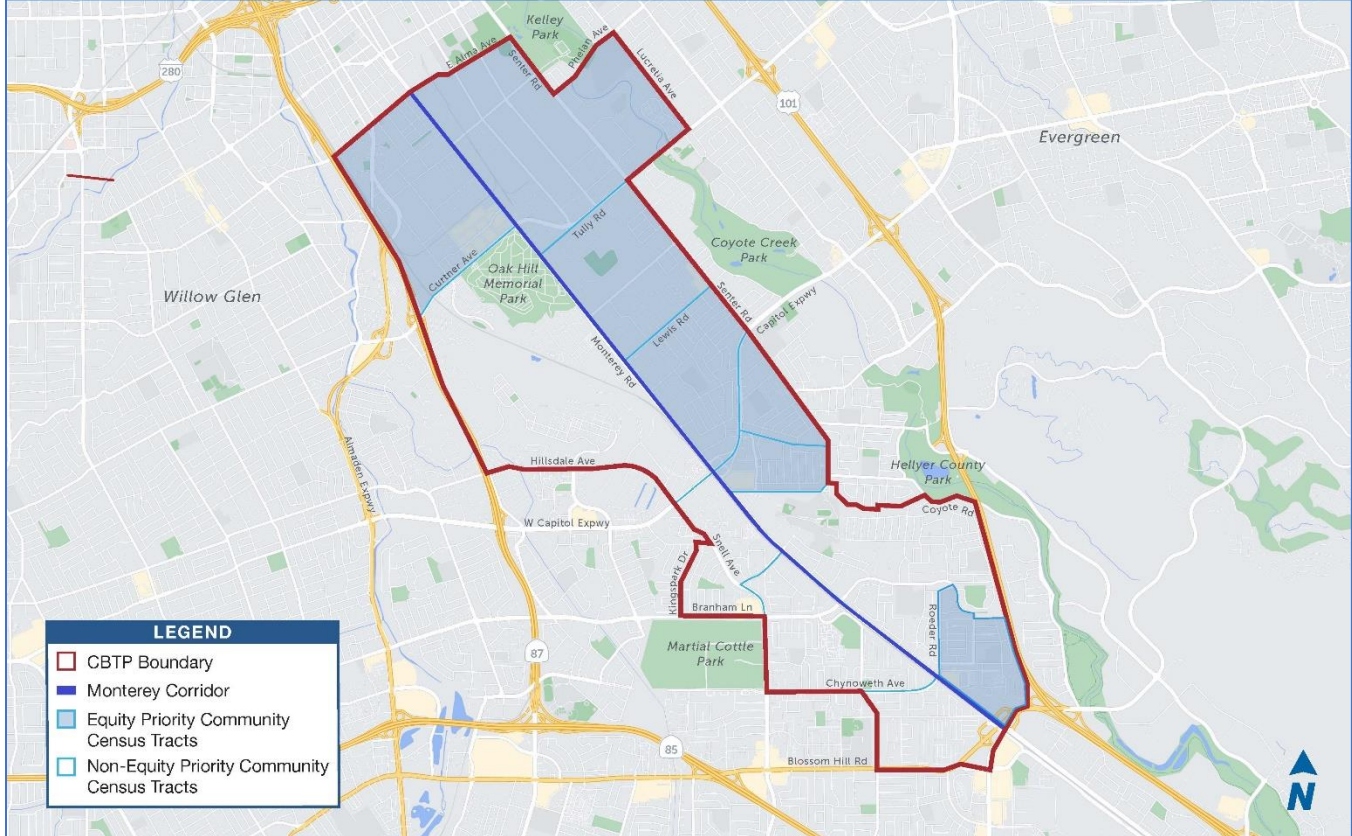 Kelley
Park
E Alma Ave
Senter Rd
Phelan Ave
Lucretia Ave
280
101
Evergreen
Tully Rd
Curtner Ave
Oak Hill
Memorial
Park
Coyote Creek
Park
Willow Glen
Senter Rd
Capitol Expwy
Lewis Rd
Monterey Rd
Almaden Expwy
Hillsdale Ave
Hellyer County
Park
Coyote Rd
W Capitol Expwy
Snell Ave
Kingspark Dr
Branham Ln
Roeder Rd
Martial Cottle
Park
87
Chynoweth Ave
85
Blossom Hill Rd
LEGEND
CBTP Boundary
Monterey Corridor
Equity Priority Community
Census Tracts
Non-Equity Priority Community
Census Tracts
N